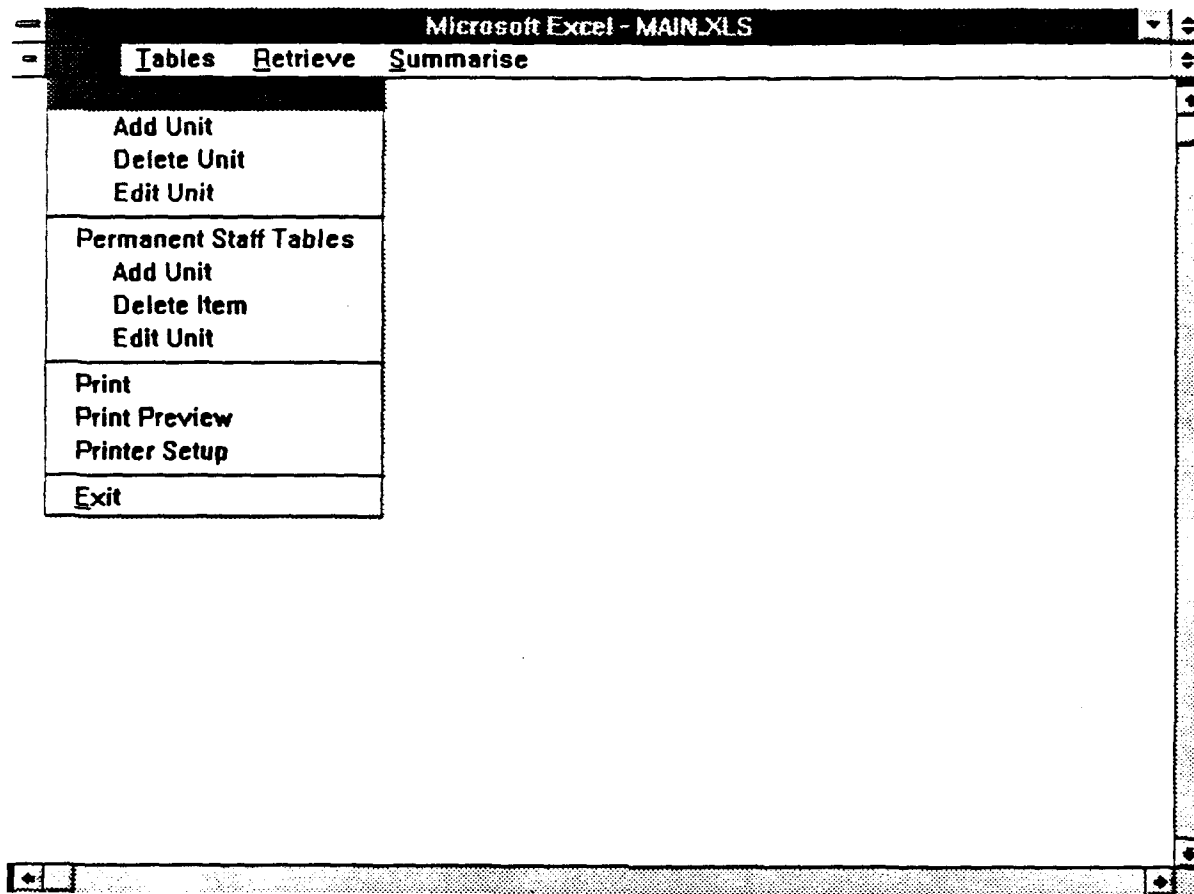 Microsoft Excel - MAIN.XLS
Tables Retrieve Summarise
Add Unit
Delete Unit
Edit Unit
Permanent Staff Tables
Add Unit
Delete Item
Edit Unit
Print
Print Preview
Printer Setup
Exit